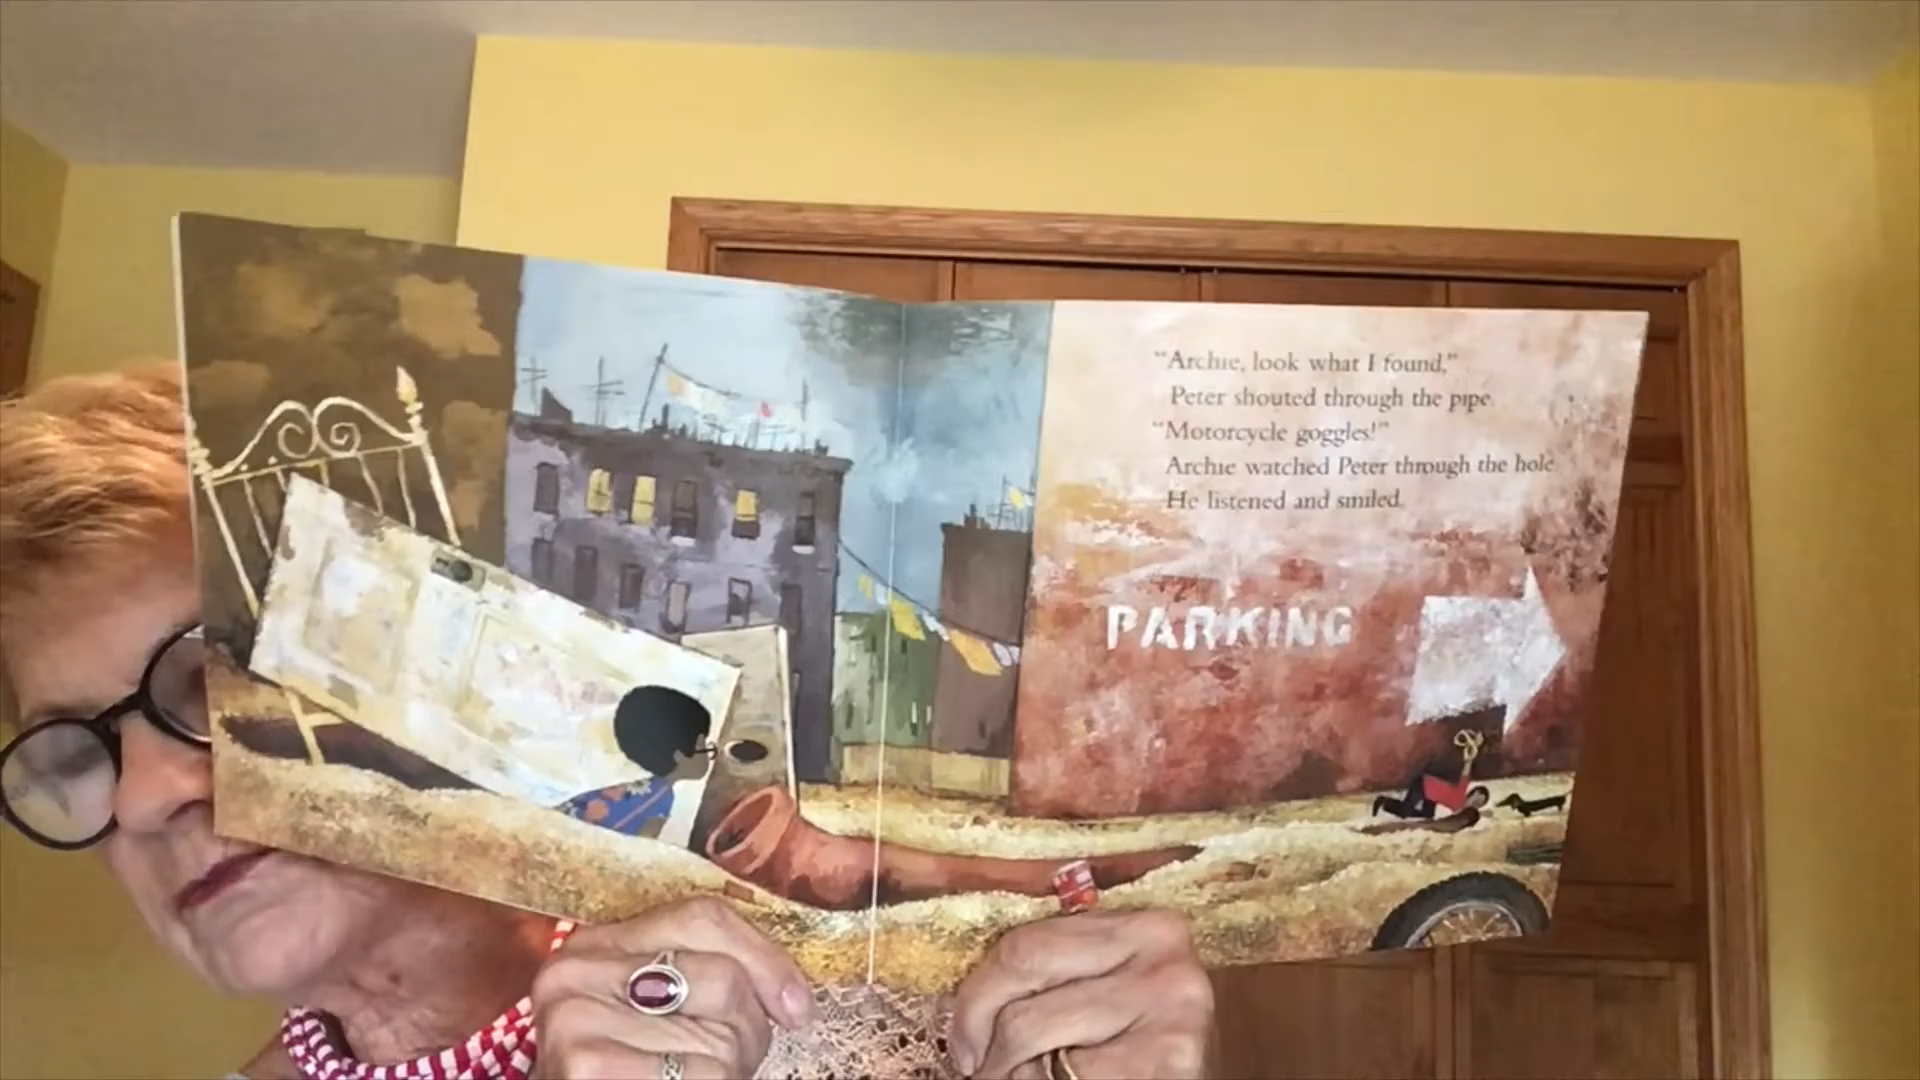 “Archie, look what I found,”
Peter shouted through the pipe.
“Motorcycle goggles!”
Archie watched Peter through the hole
He listened and smiled.
PARKING